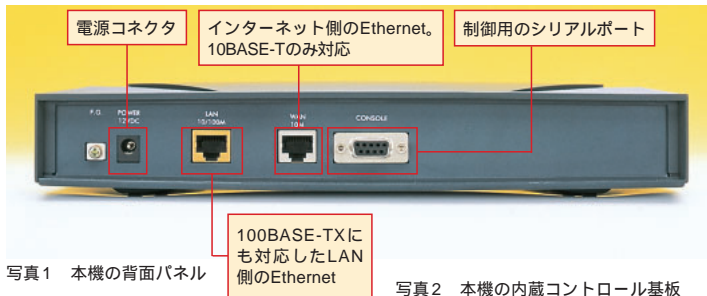 電源コネクタ
インターネット側のEthernet。
10BASE-Tのみ対応
制御用のシリアルポート
F.G.
POWER
12VDC
LAN
10/100M
WAN
10M
CONSOLE
100BASE-TXに
も対応したLAN
側のEthernet
写真1 本機の背面パネル
写真2 本機の内蔵コントロール基板